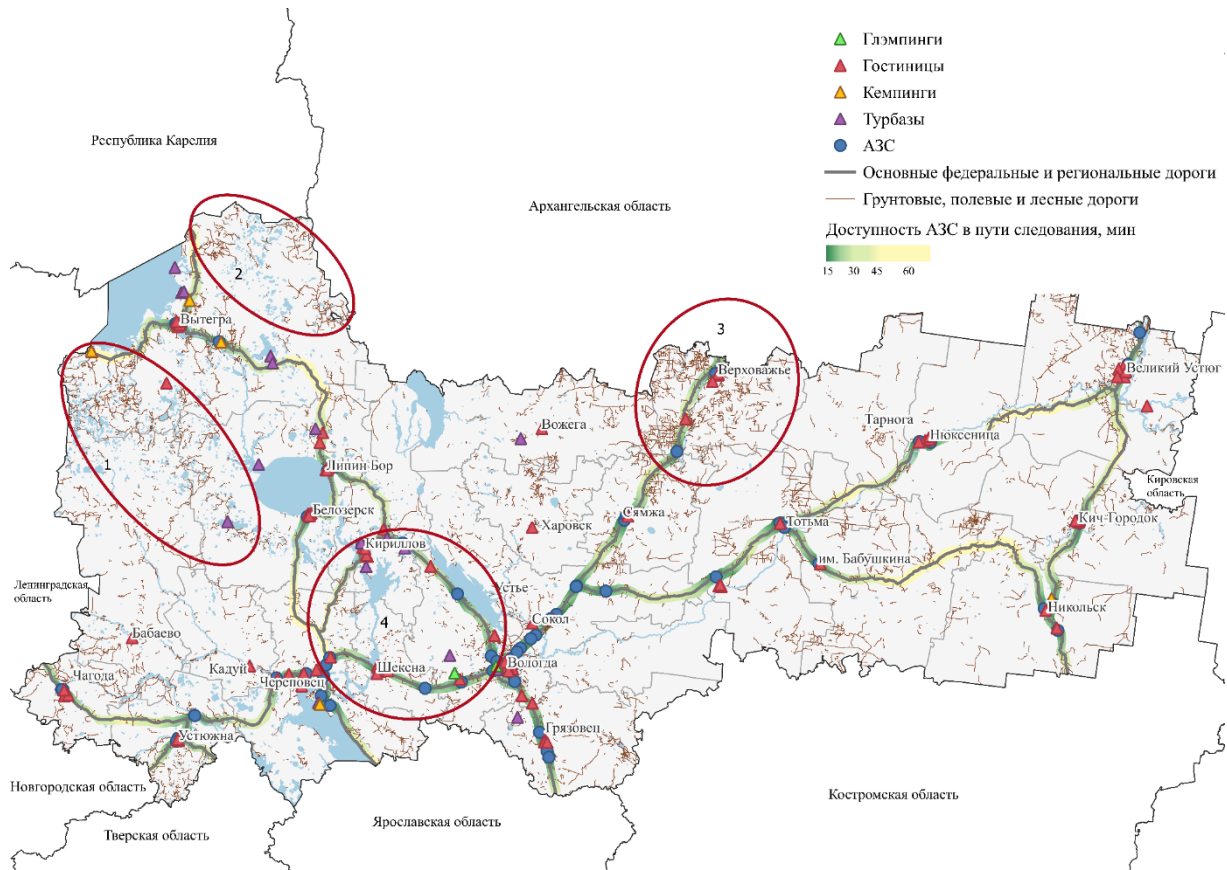 Глэмпинги
Гостиницы
Кемпинги
Турбазы
АЗС
Основные федеральные и региональные дороги
Грунтовые, полевые и лесные дороги
Доступность АЗС в пути следования, мин
15 30 45 60
Республика Карелия
Архангельская область
2
Вытегра
3
Верховажье
Великий Устюг
1
Вожега
Тарнога
Нюксеница
Липин Бор
Кировская
область
Белозерск
Харовск
Сямжа
Тотьма
Кич-Городок
Кириллов
им. Бабушкина
Ленинградская
область
Устье
4
Сокол
Никольск
Бабаево
Кадуй
Шексна
Вологда
Чагода
Череповец
Устюжна
Грязовец
Новгородская область
Костромская область
Тверская область
Ярославская область